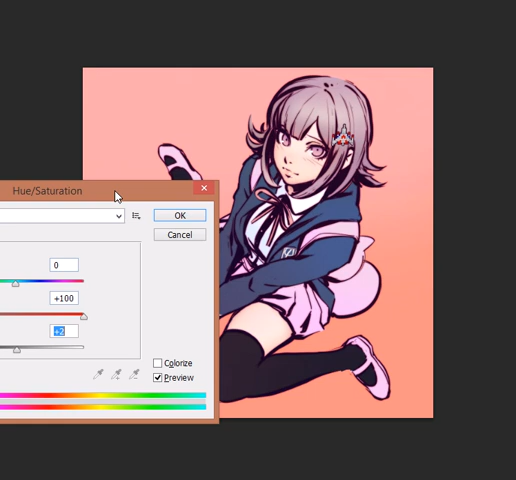 Hue/Saturation
OK
Cancel
0
+100
+2
Colorize
Preview